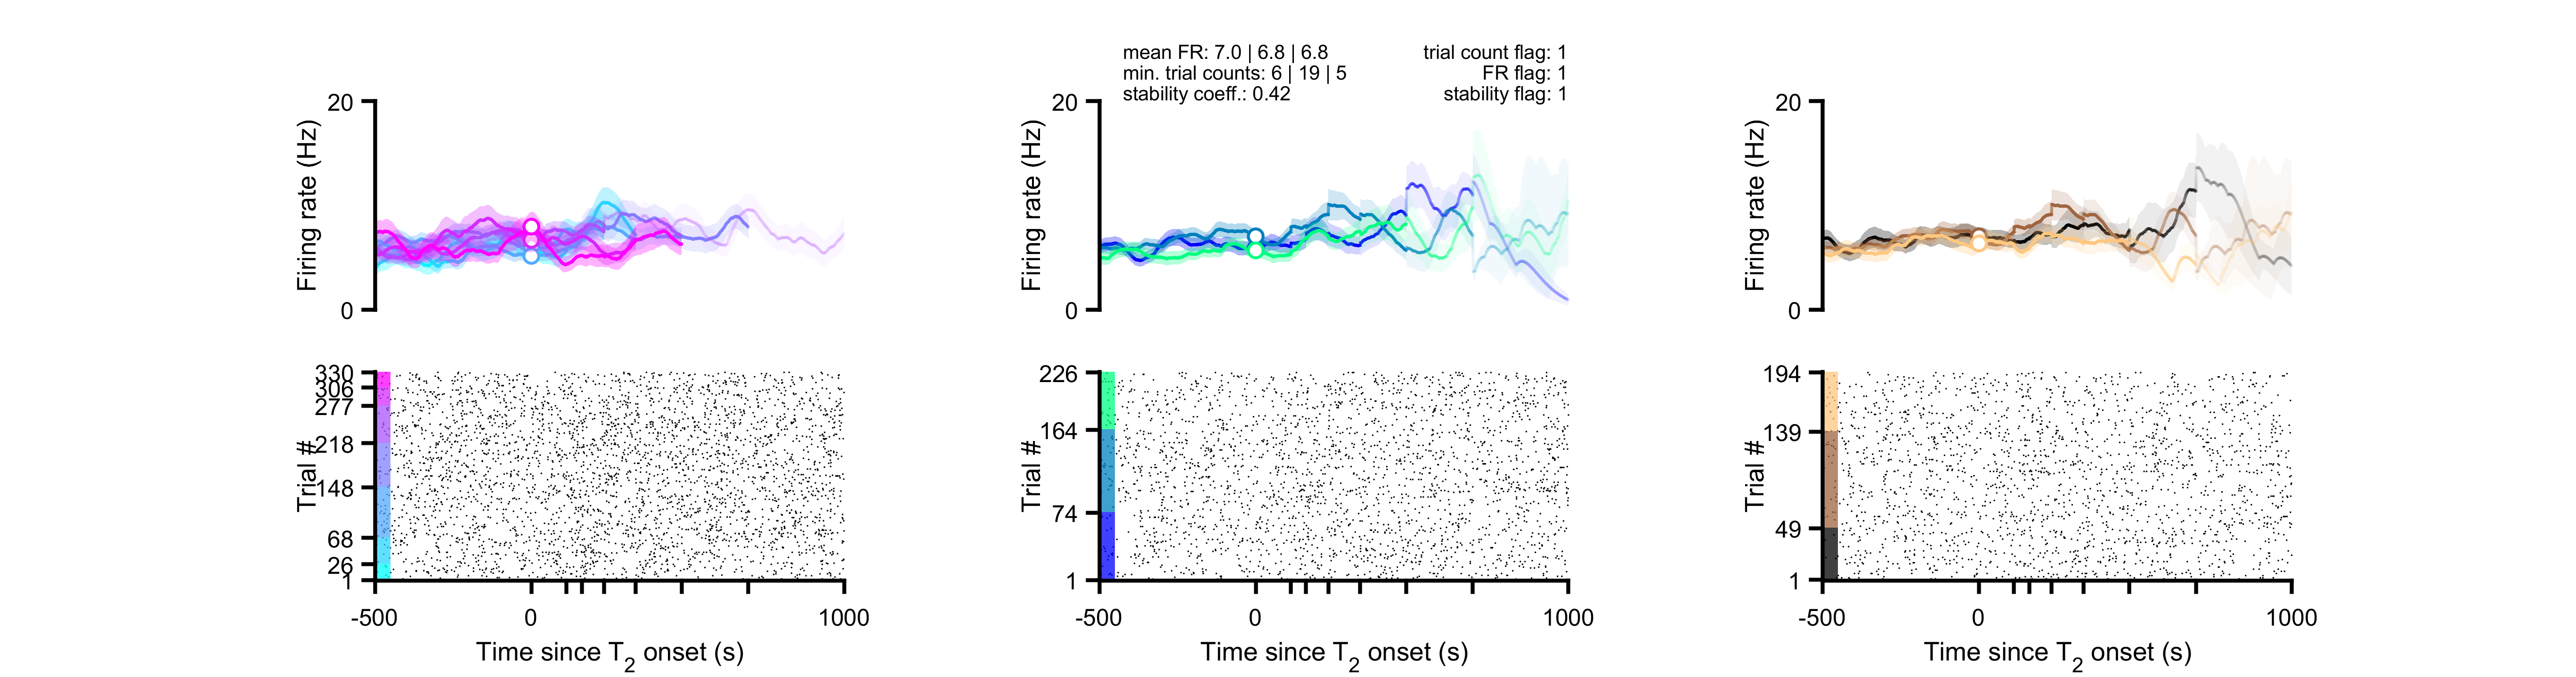 mean FR: 7.0 | 6.8 | 6.8
min. trial counts: 6 | 19 | 5
stability coeff.: 0.42
trial count flag: 1
FR flag: 1
stability flag: 1
20
Firing rate (Hz)
0
20
Firing rate (Hz)
0
20
Firing rate (Hz)
0
330
306
277
218
148
68
26
1
Trial #
-500
0
1000
Time since T2 onset (s)
226
164
74
1
Trial #
-500
0
1000
Time since T2 onset (s)
194
139
49
1
Trial #
-500
0
1000
Time since T2 onset (s)